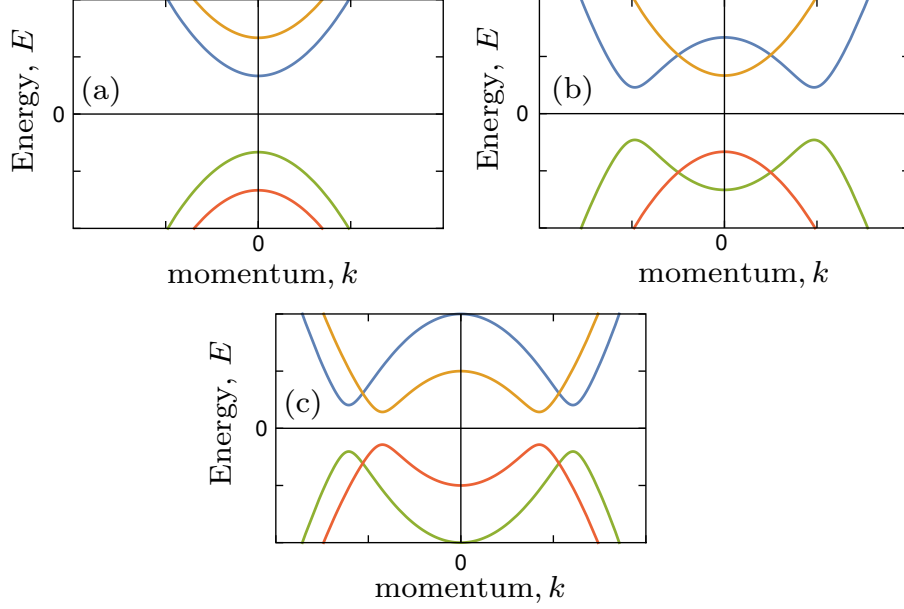 Energy, E
(a)
0
0
momentum, k
Energy, E
(b)
0
0
momentum, k
Energy, E
(c)
0
0
momentum, k